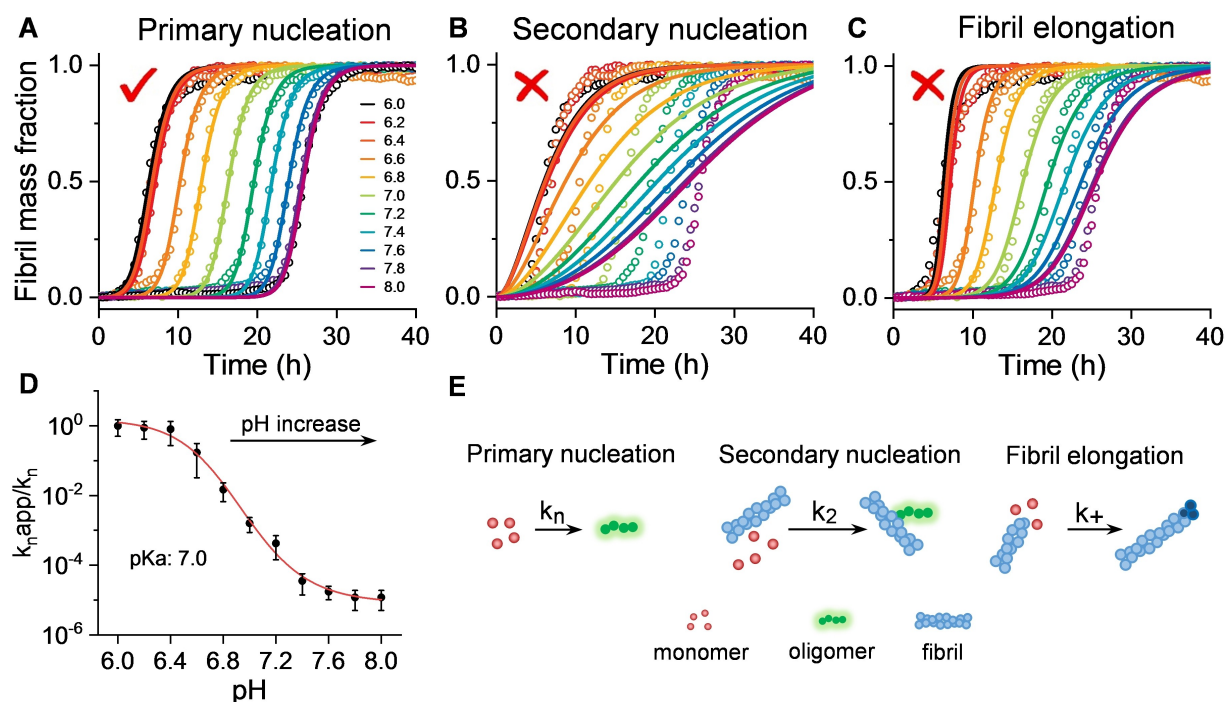 A
Primary nucleation
Fibril mass fraction
1.0
0.5
0.0
0
10
20
30
40
Time (h)
6.0
6.2
6.4
6.6
6.8
7.0
7.2
7.4
7.6
7.8
8.0
B
Secondary nucleation
1.0
0.5
0.0
0
10
20
30
40
Time (h)
C
Fibril elongation
1.0
0.5
0.0
0
10
20
30
40
Time (h)
D
kₙapp/kₙ
10⁰
10⁻²
10⁻⁴
10⁻⁶
pH increase
pKa: 7.0
6.0
6.4
6.8
7.2
7.6
8.0
pH
E
Primary nucleation
kₙ
Secondary nucleation
k₂
Fibril elongation
k₊
monomer
oligomer
fibril